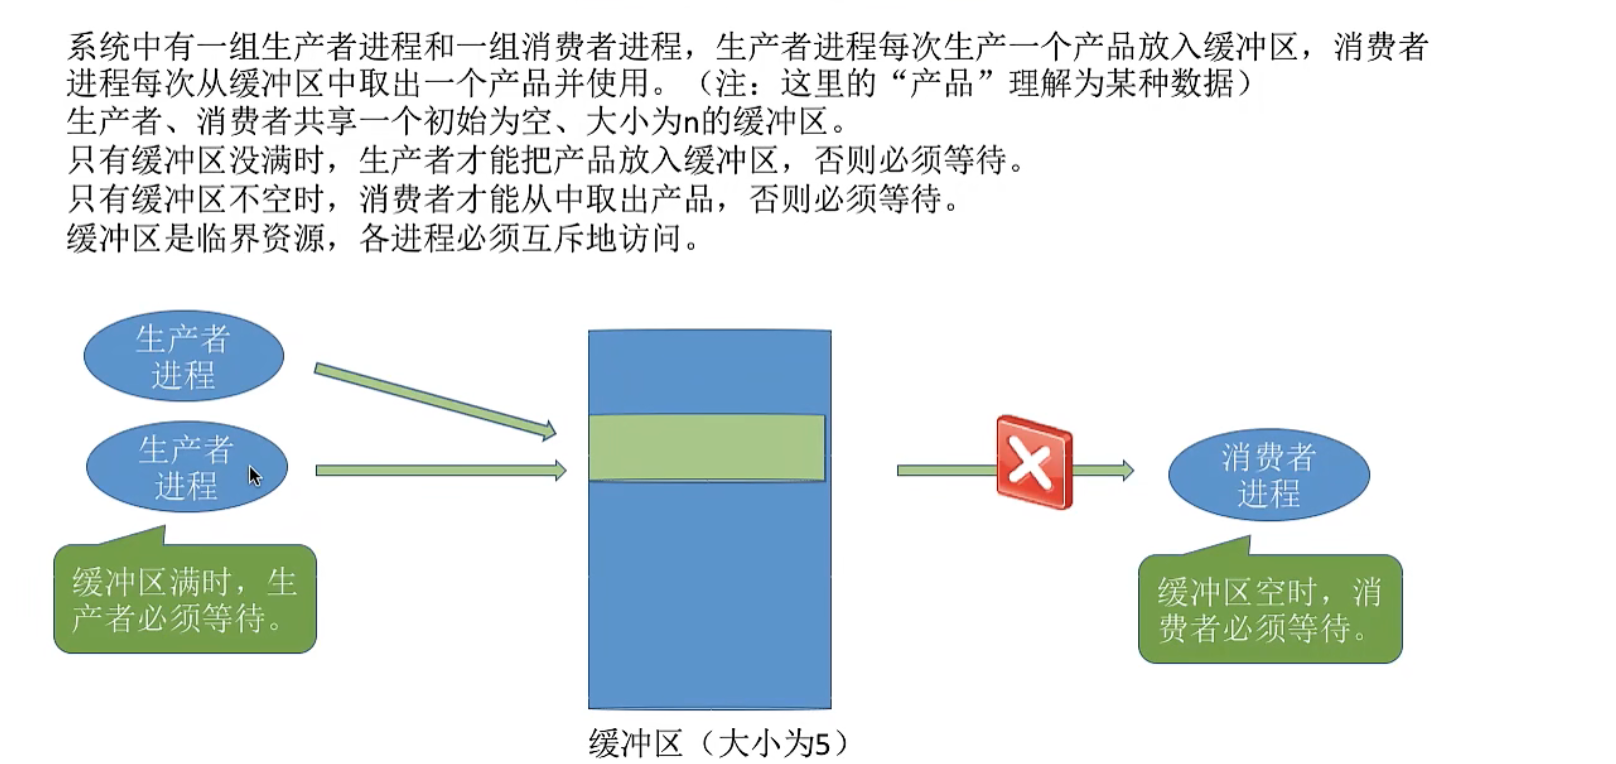 系统中有一组生产者进程和一组消费者进程，生产者进程每次生产一个产品放入缓冲区，消费者
进程每次从缓冲区中取出一个产品并使用。（注：这里的“产品”理解为某种数据）
生产者、消费者共享一个初始为空、大小为n的缓冲区。
只有缓冲区没满时，生产者才能把产品放入缓冲区，否则必须等待。
只有缓冲区不空时，消费者才能从中取出产品，否则必须等待。
缓冲区是临界资源，各进程必须互斥地访问。
生产者
进程
生产者
进程
消费者
进程
缓冲区满时，生
产者必须等待。
缓冲区空时，消
费者必须等待。
缓冲区（大小为5）